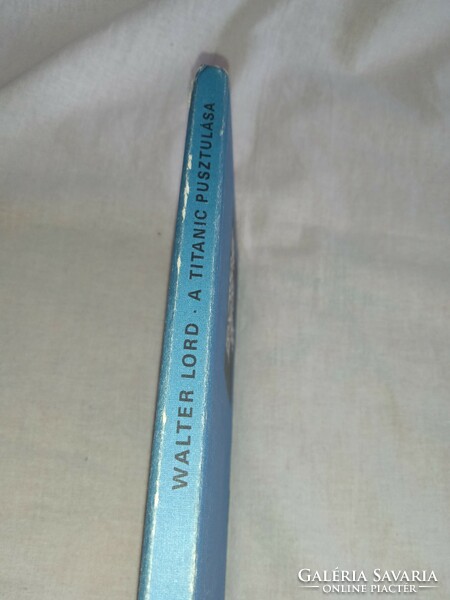 WALTER LORD · A TITANIC PUSZTULÁSA
GALÉRIA SAVARIA
ONLINE PIACTÉR